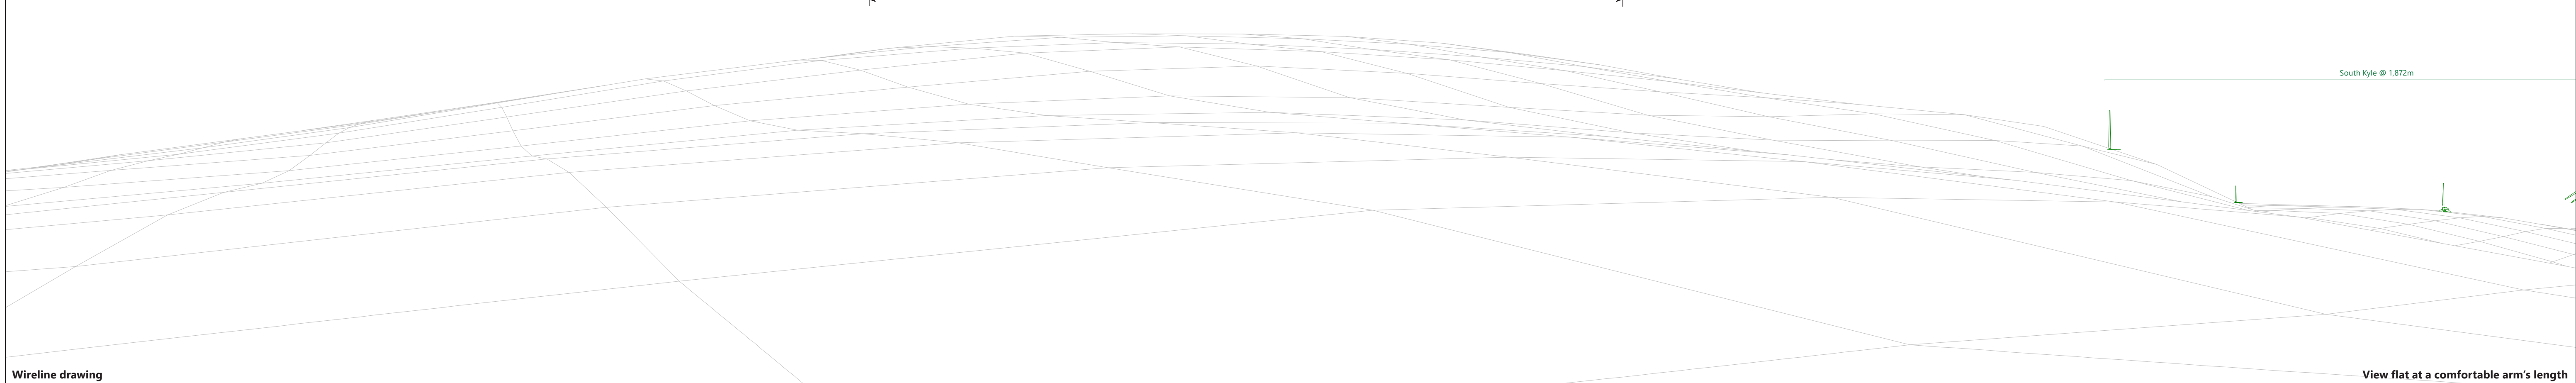 South Kyle @ 1,872m
Wireline drawing
View flat at a comfortable arm's length